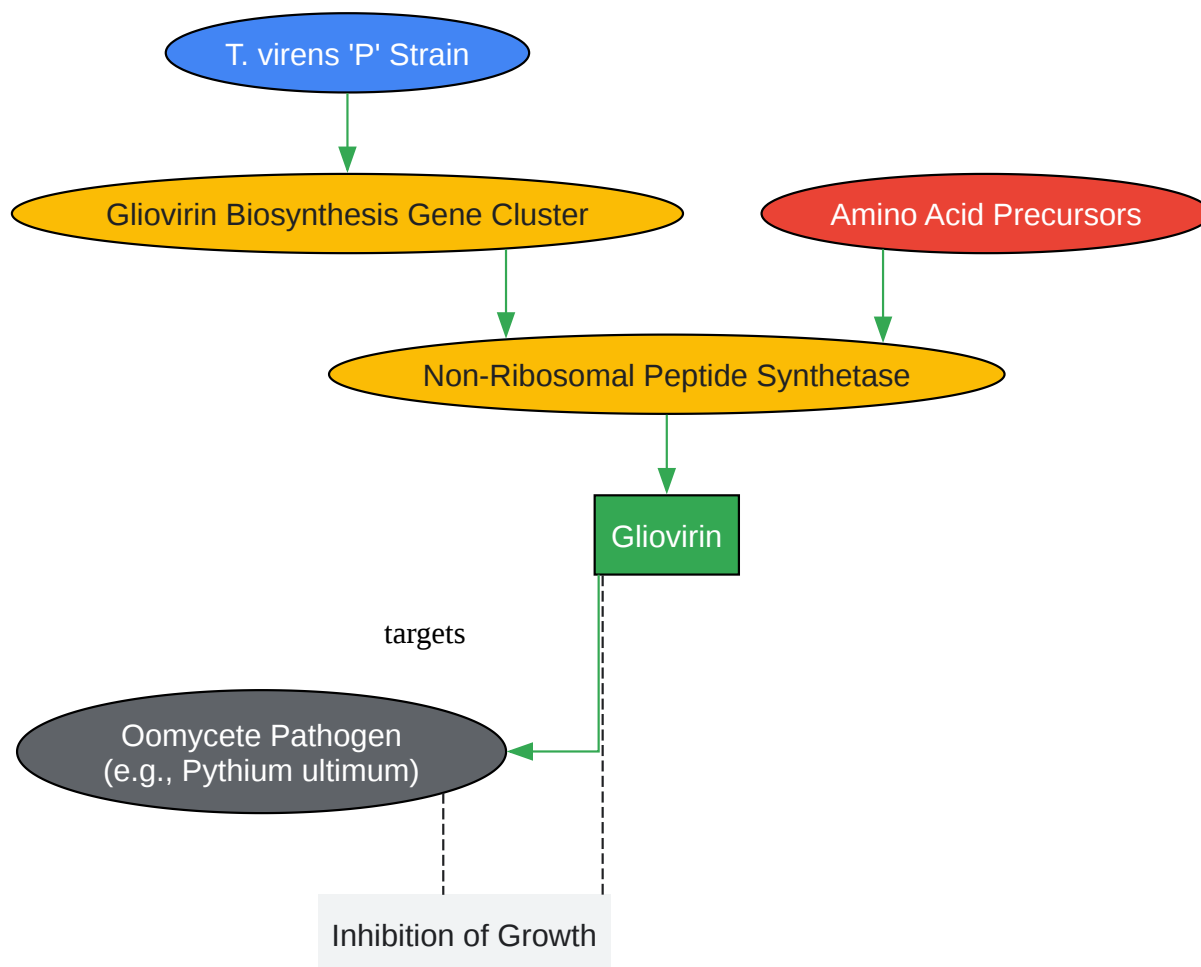 T. virens 'P' Strain
Gliovirin Biosynthesis Gene Cluster
Amino Acid Precursors
Non-Ribosomal Peptide Synthetase
Gliovirin
targets
Oomycete Pathogen
(e.g., Pythium ultimum)
Inhibition of Growth